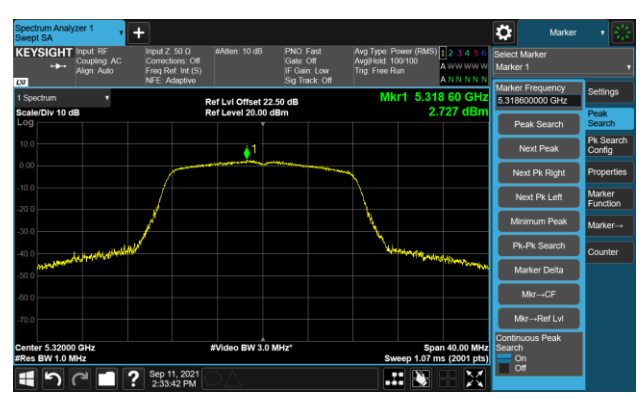 Spectrum Analyzer 1
Swept SA
Marker
KEYSIGHT
Input: RF
Coupling: AC
Align: Auto
Input Z: 50 Ω
Corrections: Off
Freq Ref: Int (S)
NFE: Adaptive
#Atten: 10 dB
PNO: Fast
Gate: Off
IF Gain: Low
Sig Track: Off
Avg Type: Power (RMS)
Avg|Hold: 100/100
Trig: Free Run
1 2 3 4 5 6
A W W W W W
A N N N N N
LXI
1 Spectrum
Scale/Div 10 dB
Log
Ref Lvl Offset 22.50 dB
Ref Level 20.00 dBm
Mkr1 5.318 60 GHz
2.727 dBm
1
10.0
0.00
-10.0
-20.0
-30.0
-40.0
-50.0
-60.0
-70.0
Center 5.32000 GHz
#Res BW 1.0 MHz
#Video BW 3.0 MHz*
Span 40.00 MHz
Sweep 1.07 ms (2001 pts)
Sep 11, 2021
2:33:42 PM
Select Marker
Marker 1
Marker Frequency
5.318600000 GHz
Peak Search
Next Peak
Next Pk Right
Next Pk Left
Minimum Peak
Pk-Pk Search
Marker Delta
Mkr→CF
Mkr→Ref Lvl
Continuous Peak
Search
On
Off
Settings
Peak
Search
Pk Search
Config
Properties
Marker
Function
Marker→
Counter